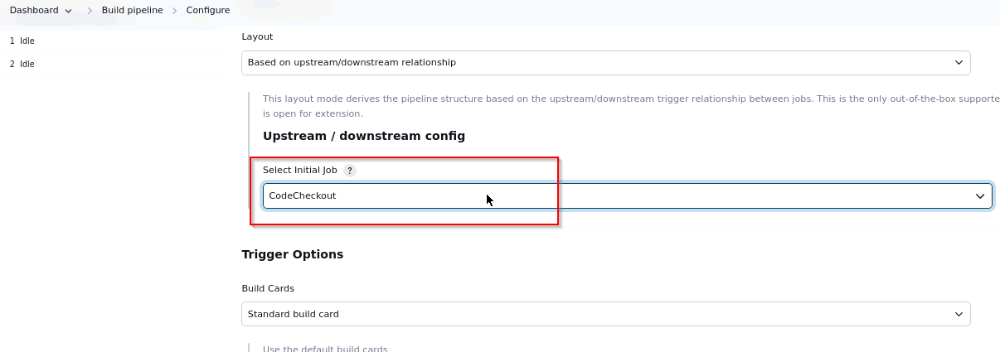 Dashboard Build pipeline Configure
1 Idle
2 Idle
Layout
Based on upstream/downstream relationship
This layout mode derives the pipeline structure based on the upstream/downstream trigger relationship between jobs. This is the only out-of-the-box supporte
is open for extension.
Upstream / downstream config
Select Initial Job ?
CodeCheckout
Trigger Options
Build Cards
Standard build card
Use the default build cards